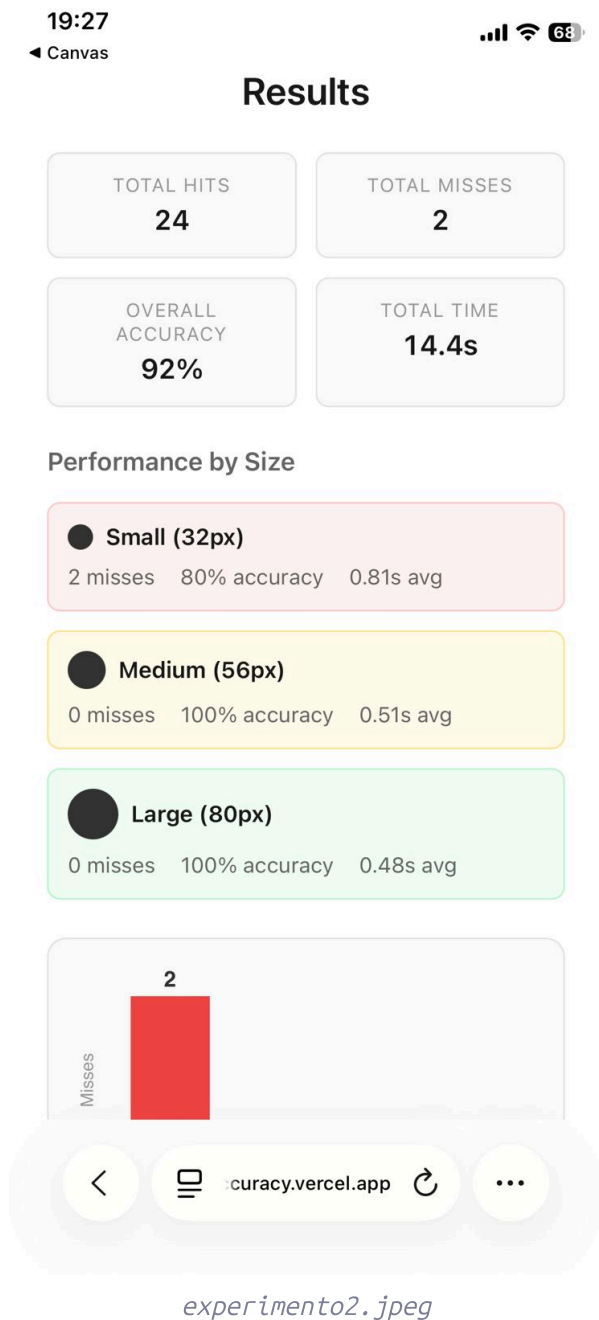 19:27
68
◀ Canvas
Results
TOTAL HITS
24
TOTAL MISSES
2
OVERALL
ACCURACY
92%
TOTAL TIME
14.4s
Performance by Size
Small (32px)
2 misses 80% accuracy 0.81s avg
Medium (56px)
0 misses 100% accuracy 0.51s avg
Large (80px)
0 misses 100% accuracy 0.48s avg
2
Misses
curacy.vercel.app
experimento2.jpeg